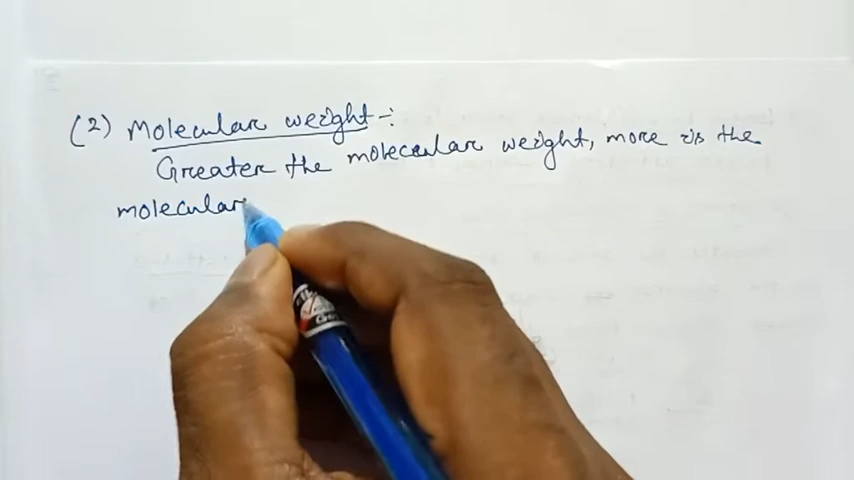 (2) Molecular weight ÷
Greater the molecular weight, more is the
molecular